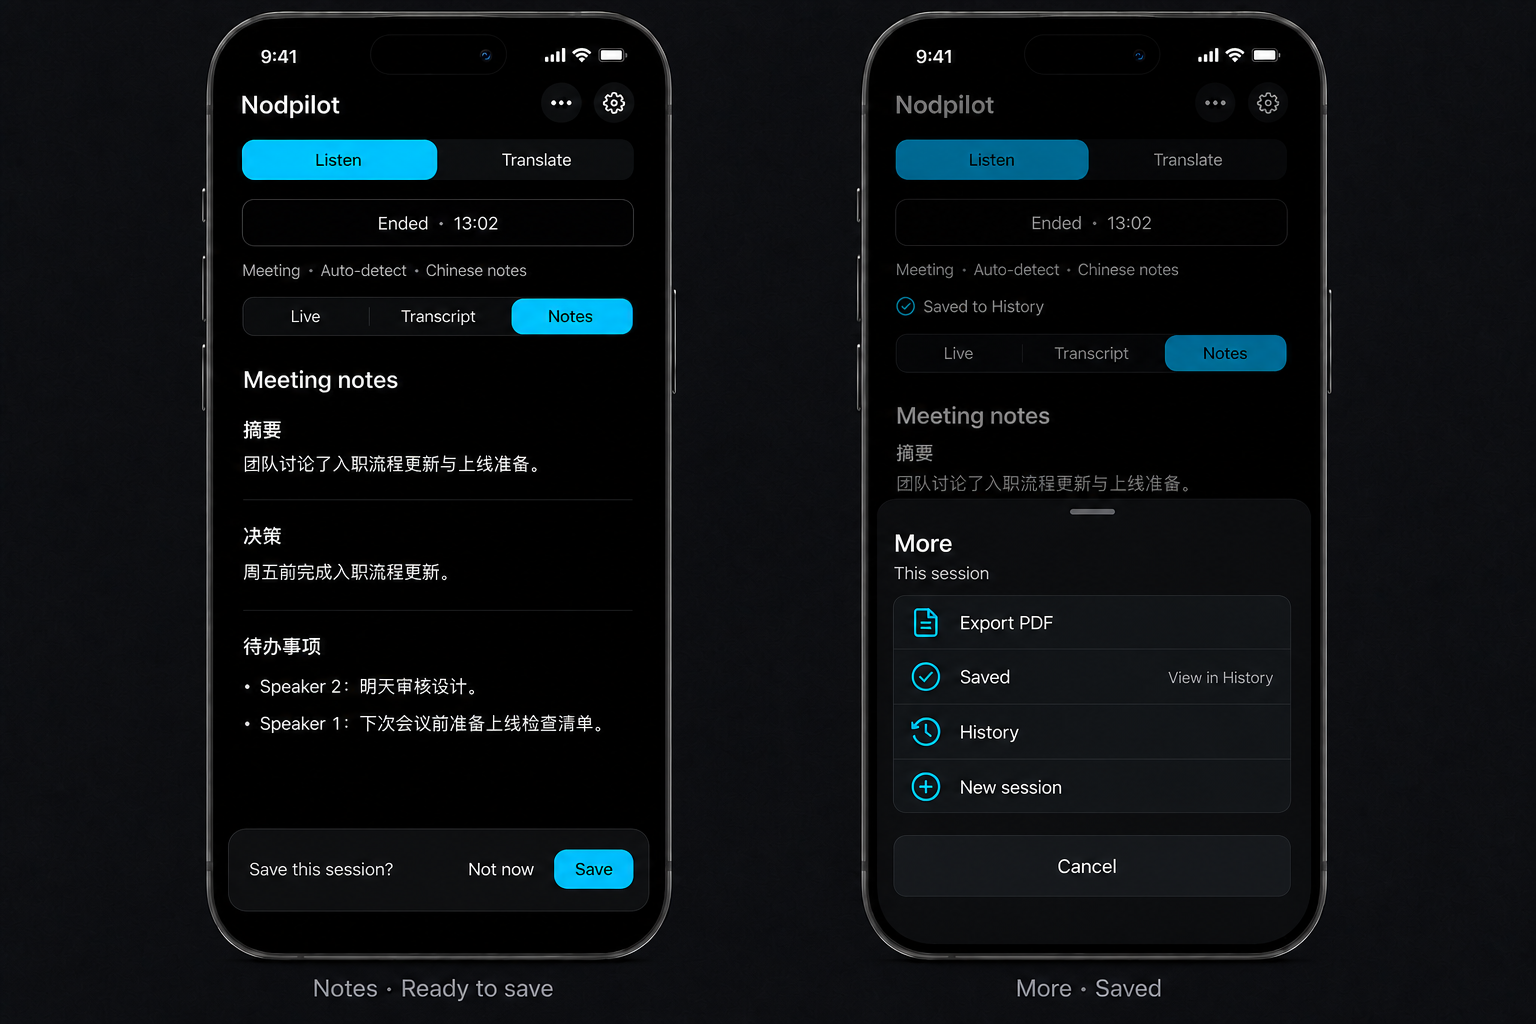 9:41
Nodpilot
Listen
Translate
Ended • 13:02
Meeting • Auto-detect • Chinese notes
Live
Transcript
Notes
Meeting notes
摘要
团队讨论了入职流程更新与上线准备。
决策
周五前完成入职流程更新。
待办事项
• Speaker 2：明天审核设计。
• Speaker 1：下次会议前准备上线检查清单。
Save this session?
Not now
Save
Notes • Ready to save
9:41
Nodpilot
Listen
Translate
Ended • 13:02
Meeting • Auto-detect • Chinese notes
Saved to History
Live
Transcript
Notes
Meeting notes
摘要
团队讨论了入职流程更新与上线准备。
More
This session
Export PDF
Saved
View in History
History
New session
Cancel
More • Saved